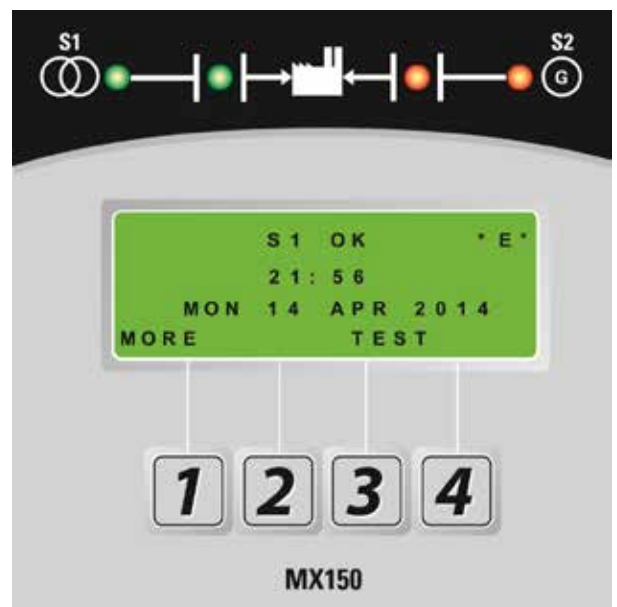 S1 S2
G
S1 OK "E"
21:56
MON 14 APR 2014
MORE TEST
1 2 3 4
MX150